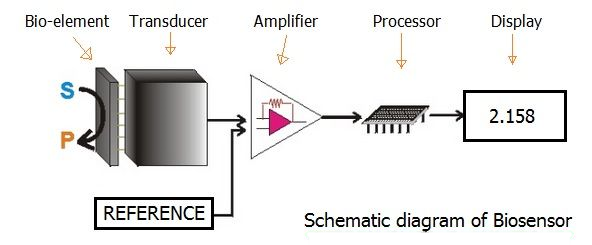 Bio-element Transducer Amplifier Processor Display
S
P
2.158
REFERENCE
Schematic diagram of Biosensor